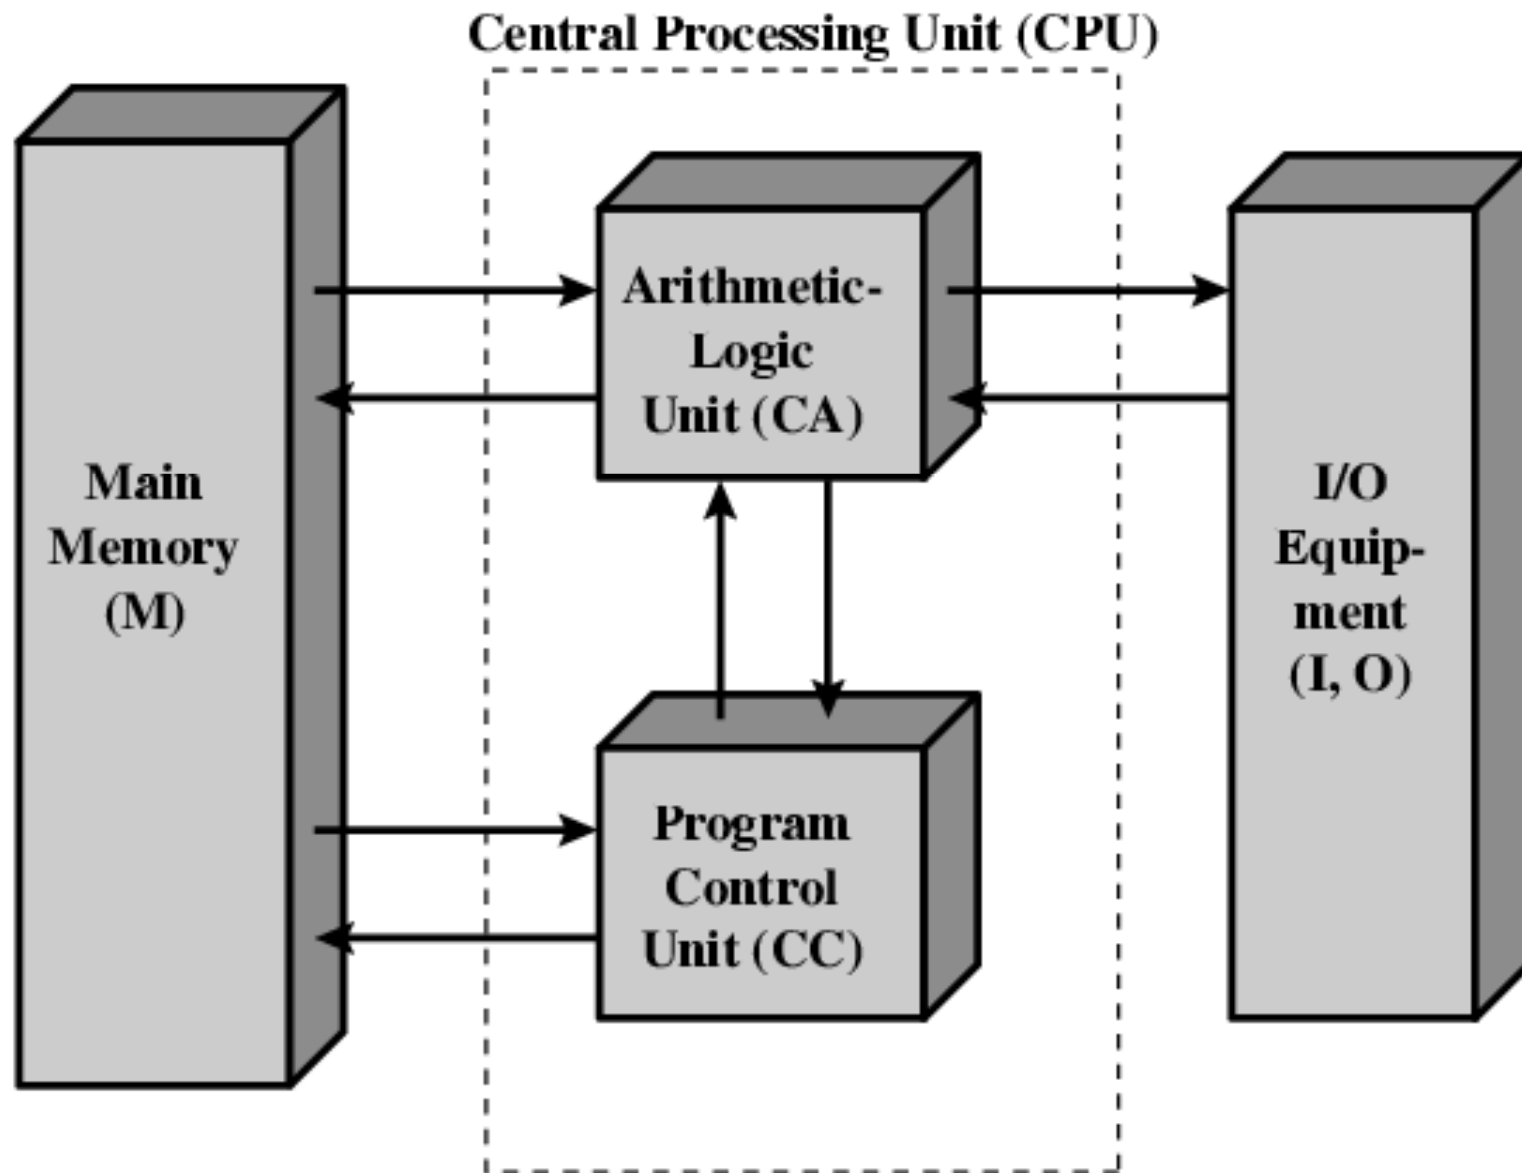 Central Processing Unit (CPU)
Main
Memory
(M)
Arithmetic-
Logic
Unit (CA)
Program
Control
Unit (CC)
I/O
Equip-
ment
(I, O)